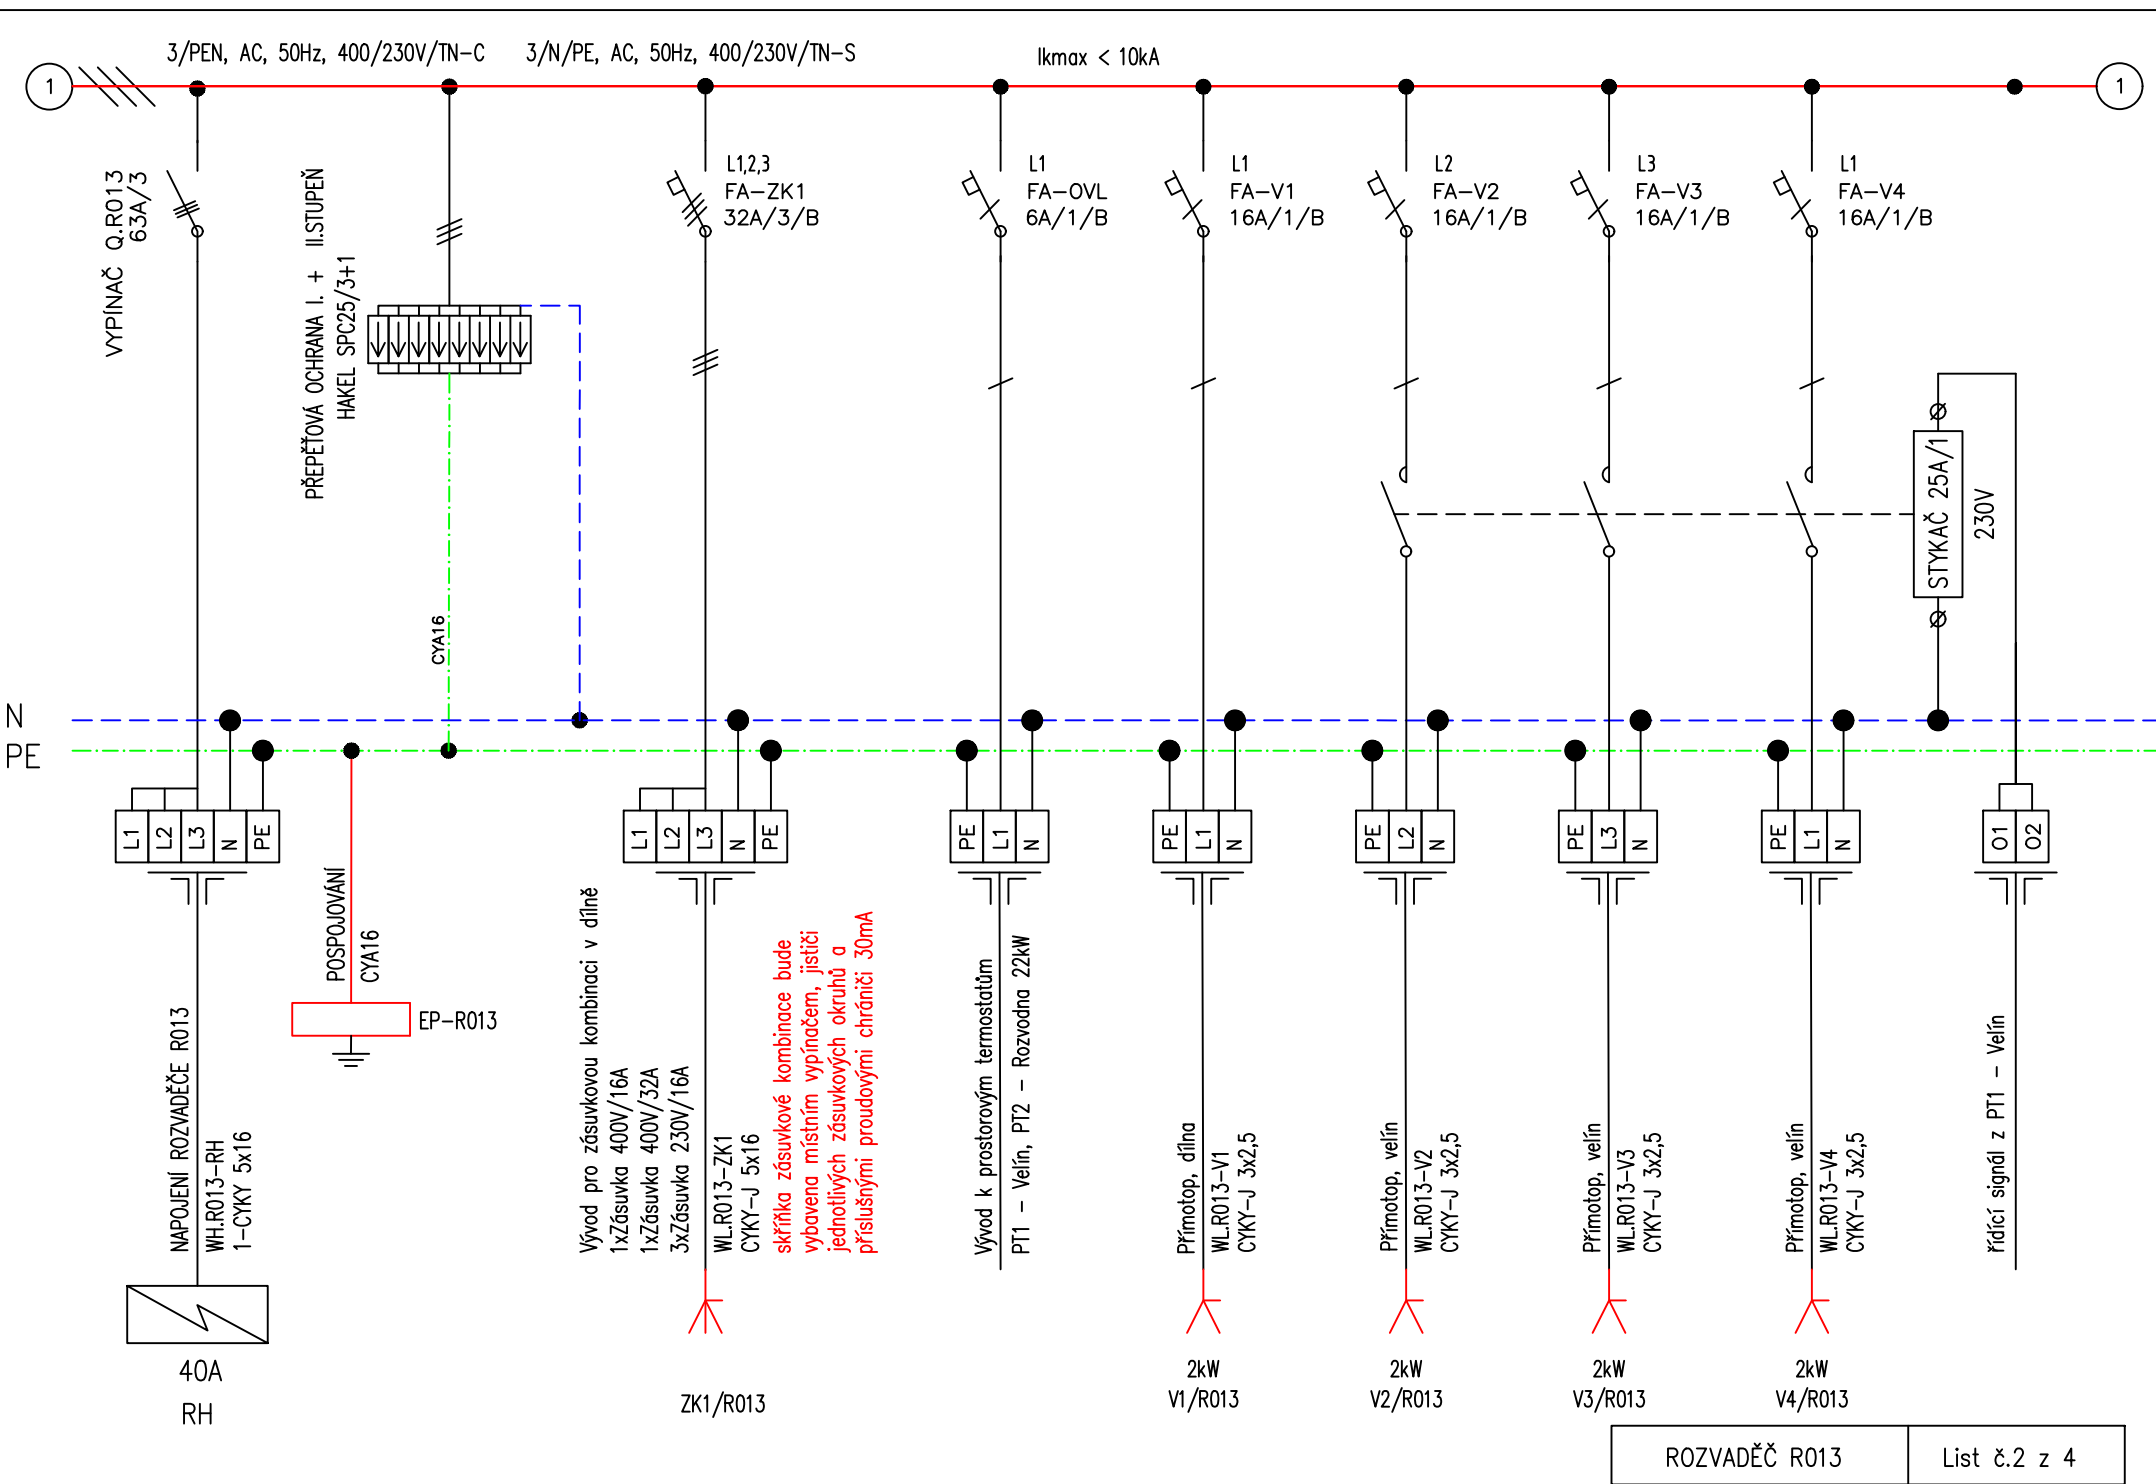 3/PEN, AC, 50Hz, 400/230V/TN-C
3/N/PE, AC, 50Hz, 400/230V/TN-S
Ikmax < 10kA
1
1
VYPÍNAČ Q.R013
63A/3
PŘEPĚŤOVÁ OCHRANA I. + II.STUPEŇ
HAKEL SPC25/3+1
L1,2,3
FA-ZK1
32A/3/B
L1
FA-OVL
6A/1/B
L1
FA-V1
16A/1/B
L2
FA-V2
16A/1/B
L3
FA-V3
16A/1/B
L1
FA-V4
16A/1/B
STYKAČ 25A/1
230V
CYA16
N
PE
L1 L2 L3 N PE
L1 L2 L3 N PE
PE L1 N
PE L1 N
PE L2 N
PE L3 N
PE L1 N
O1 O2
NAPOJENÍ ROZVADĚČE R013
WH.R013-RH
1-CYKY 5x16
POSPOJOVÁNÍ
CYA16
EP-R013
Vývod pro zásuvkovou kombinaci v dílně
1xZásuvka 400V/16A
1xZásuvka 400V/32A
3xZásuvka 230V/16A
WL.R013-ZK1
CYKY-J 5x16
skříňka zásuvkové kombinace bude
vybavena místním vypínačem, jističi
jednotlivých zásuvkových okruhů a
příslušnými proudovými chrániči 30mA
Vývod k prostorovým termostatům
PT1 - Velín, PT2 - Rozvodna 22kW
Přímotop, dílna
WL.R013-V1
CYKY-J 3x2,5
Přímotop, velín
WL.R013-V2
CYKY-J 3x2,5
Přímotop, velín
WL.R013-V3
CYKY-J 3x2,5
Přímotop, velín
WL.R013-V4
CYKY-J 3x2,5
řídící signál z PT1 - Velín
40A
RH
ZK1/R013
2kW
V1/R013
2kW
V2/R013
2kW
V3/R013
2kW
V4/R013
ROZVADĚČ R013
List č.2 z 4